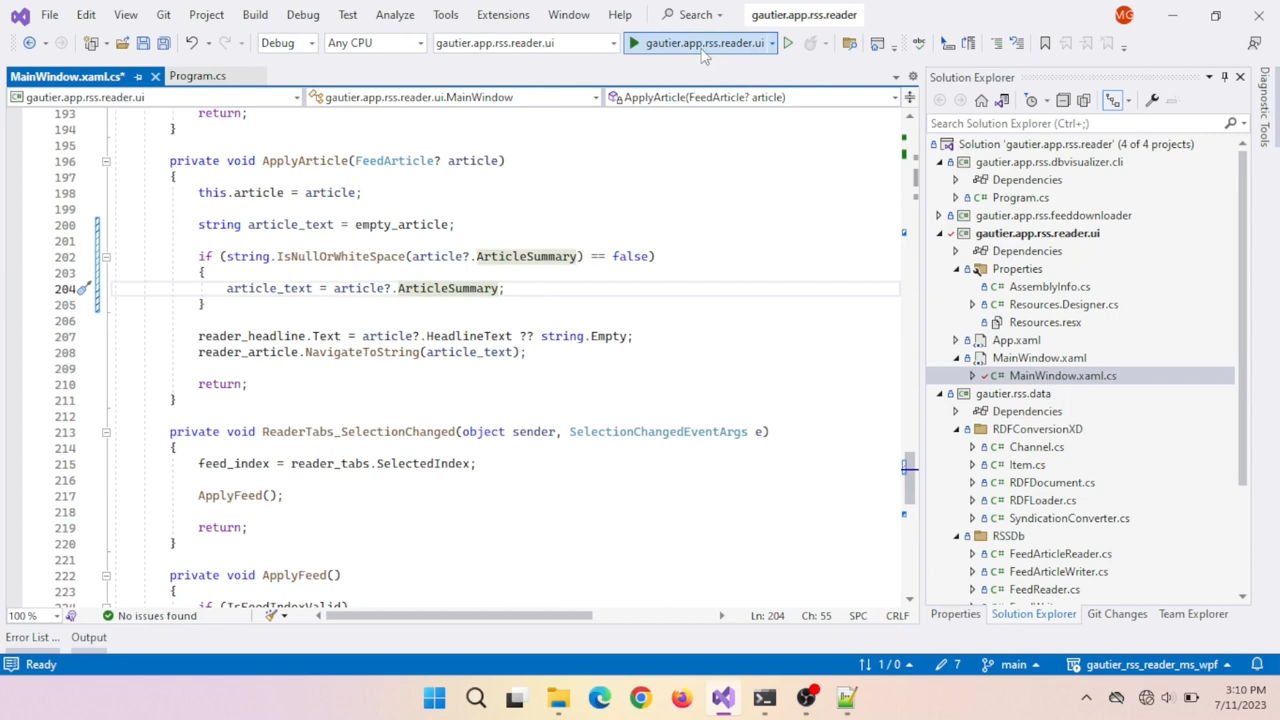 File Edit View Git Project Build Debug Test Analyze Tools Extensions Window Help Search gautier.app.rss.reader MG
Debug Any CPU gautier.app.rss.reader.ui gautier.app.rss.reader.ui
MainWindow.xaml.cs* Program.cs
gautier.app.rss.reader.ui gautier.app.rss.reader.ui.MainWindow ApplyArticle(FeedArticle? article)
193 return;
194 }
195
196 private void ApplyArticle(FeedArticle? article)
197 {
198 this.article = article;
199
200 string article_text = empty_article;
201
202 if (string.IsNullOrWhiteSpace(article?.ArticleSummary) == false)
203 {
204 article_text = article?.ArticleSummary;
205 }
206
207 reader_headline.Text = article?.HeadlineText ?? string.Empty;
208 reader_article.NavigateToString(article_text);
209
210 return;
211 }
212
213 private void ReaderTabs_SelectionChanged(object sender, SelectionChangedEventArgs e)
214 {
215 feed_index = reader_tabs.SelectedIndex;
216
217 ApplyFeed();
218
219 return;
220 }
221
222 private void ApplyFeed()
223 {
if (IsFeedIndexValid)
100 % No issues found Ln: 204 Ch: 55 SPC CRLF
Error List ... Output
Solution Explorer
Search Solution Explorer (Ctrl+;)
Solution 'gautier.app.rss.reader' (4 of 4 projects)
gautier.app.rss.dbvisualizer.cli
Dependencies
C# Program.cs
gautier.app.rss.feeddownloader
gautier.app.rss.reader.ui
Dependencies
Properties
C# AssemblyInfo.cs
C# Resources.Designer.cs
Resources.resx
App.xaml
MainWindow.xaml
C# MainWindow.xaml.cs
gautier.rss.data
Dependencies
RDFConversionXD
C# Channel.cs
C# Item.cs
C# RDFDocument.cs
C# RDFLoader.cs
C# SyndicationConverter.cs
RSSDb
C# FeedArticleReader.cs
C# FeedArticleWriter.cs
C# FeedReader.cs
Properties Solution Explorer Git Changes Team Explorer
Diagnostic Tools
Ready 1 / 0 7 main gautier_rss_reader_ms_wpf
3:10 PM
7/11/2023